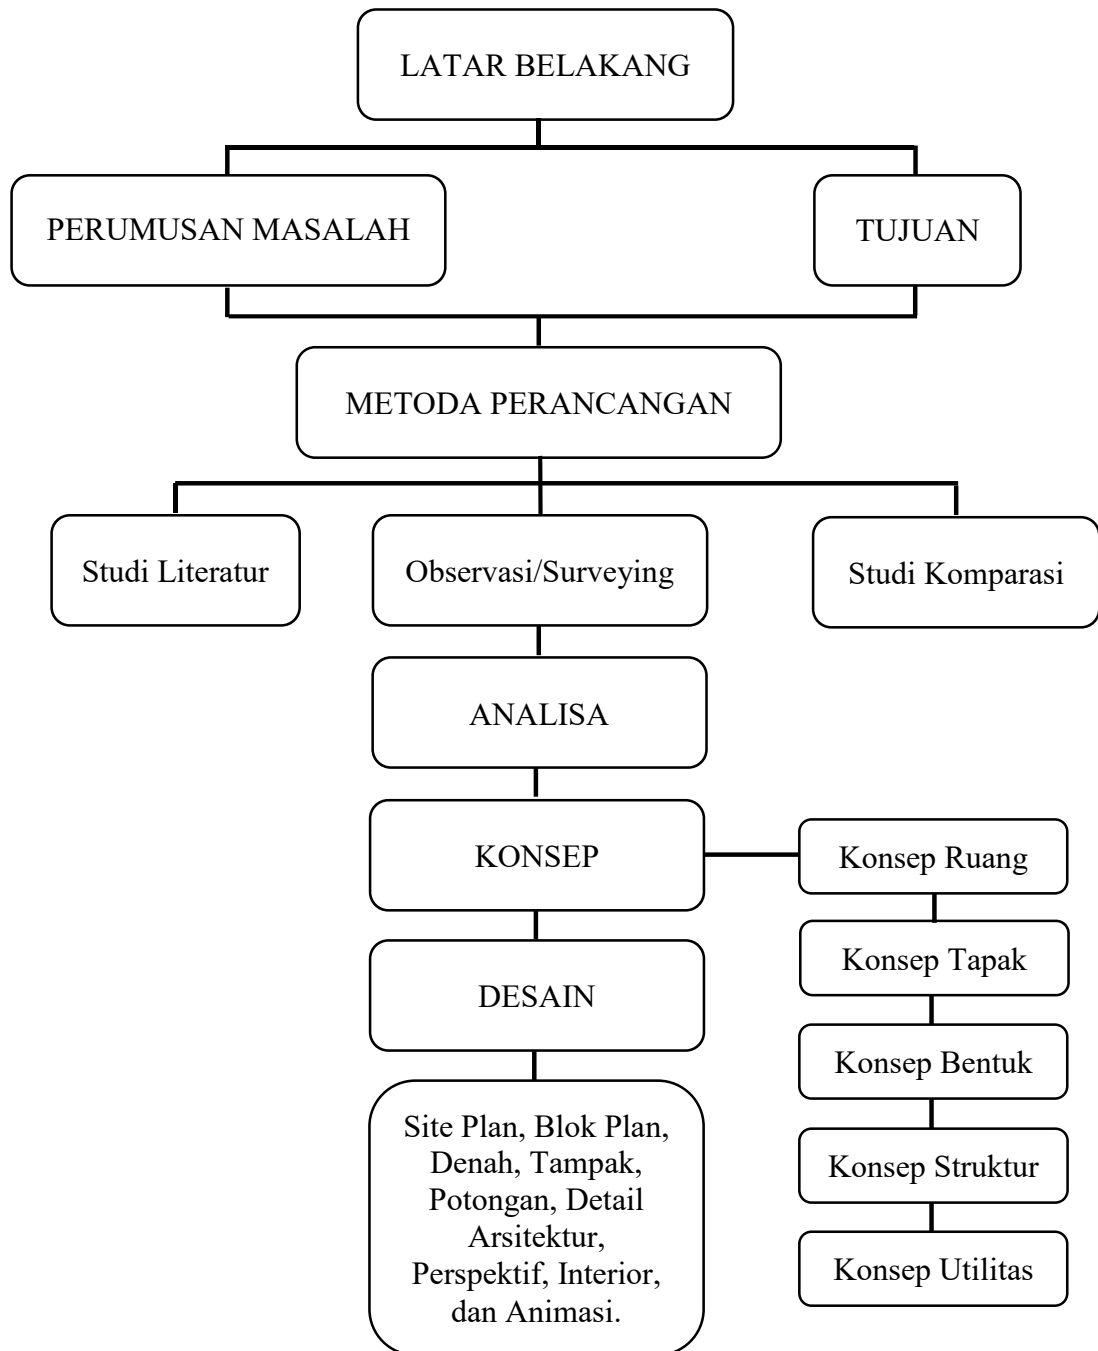 LATAR BELAKANG
PERUMUSAN MASALAH
TUJUAN
METODA PERANCANGAN
Studi Literatur
Observasi/Surveying
Studi Komparasi
ANALISA
KONSEP
Konsep Ruang
Konsep Tapak
Konsep Bentuk
Konsep Struktur
Konsep Utilitas
DESAIN
Site Plan, Blok Plan,
Denah, Tampak,
Potongan, Detail
Arsitektur,
Perspektif, Interior,
dan Animasi.